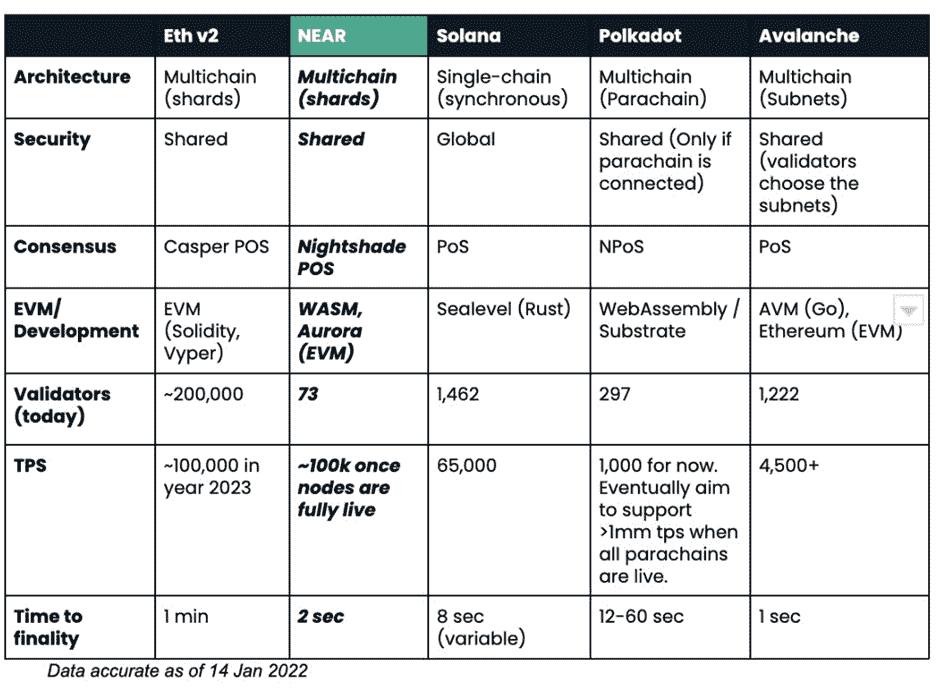 Eth v2 NEAR Solana Polkadot Avalanche
Architecture Multichain (shards) Multichain (shards) Single-chain (synchronous) Multichain (Parachain) Multichain (Subnets)
Security Shared Shared Global Shared (Only if parachain is connected) Shared (validators choose the subnets)
Consensus Casper POS Nightshade POS PoS NPoS PoS
EVM/ Development EVM (Solidity, Vyper) WASM, Aurora (EVM) Sealevel (Rust) WebAssembly / Substrate AVM (Go), Ethereum (EVM)
Validators (today) ~200,000 73 1,462 297 1,222
TPS ~100,000 in year 2023 ~100k once nodes are fully live 65,000 1,000 for now. Eventually aim to support >1mm tps when all parachains are live. 4,500+
Time to finality 1 min 2 sec 8 sec (variable) 12-60 sec 1 sec
Data accurate as of 14 Jan 2022